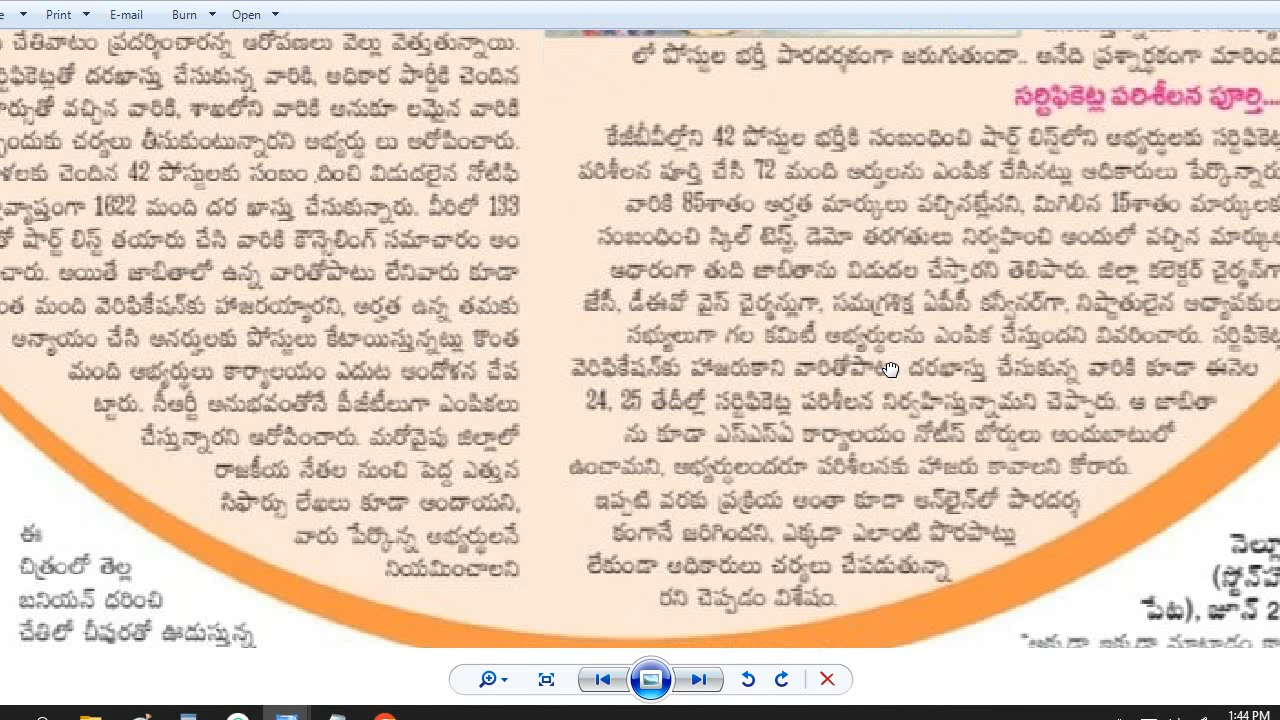 Print
E-mail
Burn
Open
చేతివాటం ప్రదర్శించారన్న ఆరోపణలు వెల్లు వెత్తుతున్నాయి.
దరఖాస్తు చేసుకున్న వారికి, అధికార పార్టీకి చెందిన
వచ్చిన వారికి, శాఖలోని వారికి అనుకూ లమైన వారికి
చర్యలు తీసుకుంటున్నారని అభ్యర్థు లు ఆరోపించారు.
చెందిన 42 పోస్టులకు సంబం ధించి విడుదలైన నోటిఫి
1622 మంది దర ఖాస్తు చేసుకున్నారు. వీరిలో 133
షార్ట్ లిస్ట్ తయారు చేసి వారికి కౌన్సెలింగ్ సమాచారం అం
చారు. అయితే జాబితాలో ఉన్న వారితోపాటు లేనివారు కూడా
మంది వెరిఫికేషన్‌కు హాజరయ్యారని, అర్హత ఉన్న తమకు
అన్యాయం చేసి అనర్హులకు పోస్టులు కేటాయిస్తున్నట్లు కొంత
మంది అభ్యర్థులు కార్యాలయం ఎదుట ఆందోళన చేప
ట్టారు. సీఆర్టీ అనుభవంతోనే పీజీటీలుగా ఎంపికలు
చేస్తున్నారని ఆరోపించారు. మరోవైపు జిల్లాలో
రాజకీయ నేతల నుంచి పెద్ద ఎత్తున
సిఫార్సు లేఖలు కూడా అందాయని,
వారు పేర్కొన్న అభ్యర్థులనే
నియమించాలని
లో పోస్టుల భర్తీ పారదర్శకంగా జరుగుతుందా.. అనేది ప్రశ్నార్థకంగా మారింది
సర్టిఫికెట్ల పరిశీలన పూర్తి...
కేజీబీవీల్లోని 42 పోస్టుల భర్తీకి సంబంధించి షార్ట్ లిస్ట్‌లోని అభ్యర్థులకు సర్టిఫికెట్ల
పరిశీలన పూర్తి చేసి 72 మంది అర్హులను ఎంపిక చేసినట్లు అధికారులు పేర్కొన్నారు
వారికి 85శాతం అర్హత మార్కులు వచ్చినట్లేనని, మిగిలిన 15శాతం మార్కులకు
సంబంధించి స్కిల్ టెస్ట్, డెమో తరగతులు నిర్వహించి అందులో వచ్చిన మార్కుల
ఆధారంగా తుది జాబితాను విడుదల చేస్తారని తెలిపారు. జిల్లా కలెక్టర్ చైర్మన్‌గా
జేసీ, డీఈవో వైస్ చైర్మన్లుగా, సమగ్రశిక్ష ఏపీసీ కన్వీనర్‌గా, నిష్ణాతులైన అధ్యాపకుల
సభ్యులుగా గల కమిటీ అభ్యర్థులను ఎంపిక చేస్తుందని వివరించారు. సర్టిఫికెట్ల
వెరిఫికేషన్‌కు హాజరుకాని వారితోపాటు దరఖాస్తు చేసుకున్న వారికి కూడా ఈనెల
24, 25 తేదీల్లో సర్టిఫికెట్ల పరిశీలన నిర్వహిస్తున్నామని చెప్పారు. ఆ జాబితా
ను కూడా ఎస్ఎస్ఏ కార్యాలయం నోటీస్ బోర్డులు అందుబాటులో
ఉంచామని, అభ్యర్థులందరూ పరిశీలనకు హాజరు కావాలని కోరారు.
ఇప్పటి వరకు ప్రక్రియ అంతా కూడా ఆన్‌లైన్‌లో పారదర్శ
కంగానే జరిగిందని, ఎక్కడా ఎలాంటి పొరపాట్లు
లేకుండా అధికారులు చర్యలు చేపడుతున్నా
రని చెప్పడం విశేషం.
ఈ
చిత్రంలో తెల్ల
బనియన్ ధరించి
చేతిలో చీపురతో ఊడుస్తున్న
నెల్లూ
(స్టోన్‌హ
పేట), జూన్ 2
1:44 PM